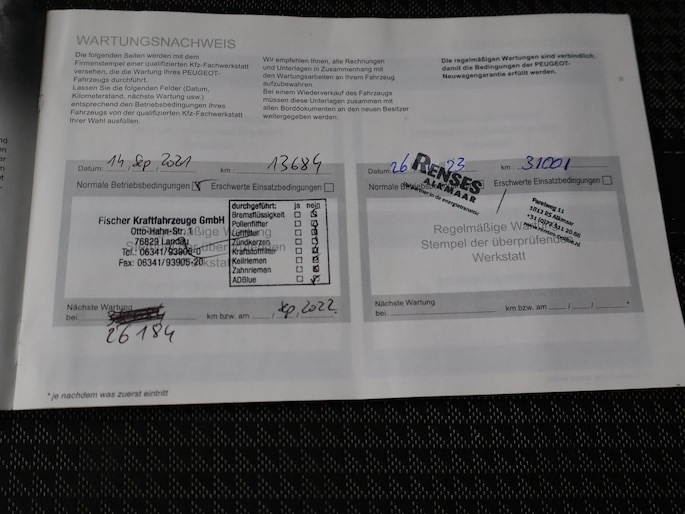 WARTUNGSNACHWEIS
Die folgenden Seiten werden mit dem
Firmenstempel einer qualifizierten Kfz-Fachwerkstatt
versehen, die die Wartung Ihres PEUGEOT-
Fahrzeugs durchführt.
Lassen Sie die folgenden Felder (Datum,
Kilometerstand, nächste Wartung usw.)
entsprechend den Betriebsbedingungen Ihres
Fahrzeugs von der qualifizierten Kfz-Fachwerkstatt
Ihrer Wahl ausfüllen.
Wir empfehlen Ihnen, alle Rechnungen
und Unterlagen in Zusammenhang mit
den Wartungsarbeiten an Ihrem Fahrzeug
aufzubewahren.
Bei einem Wiederverkauf des Fahrzeugs
müssen diese Unterlagen zusammen mit
allen Borddokumenten an den neuen Besitzer
weitergegeben werden.
Die regelmäßigen Wartungen sind verbindlich,
damit die Bedingungen der PEUGEOT-
Neuwagengarantie erfüllt werden.
Datum: 14, Sep, 2021 km: 13684
Normale Betriebsbedingungen Erschwerte Einsatzbedingungen
Fischer Kraftfahrzeuge GmbH
Otto-Hahn-Str. 1
76829 Landau
Tel.: 06341/93906-0
Fax: 06341/93905-20
durchgeführt: ja nein
Bremsflüssigkeit
Pollenfilter
Luftfilter
Zündkerzen
Kraftstofffilter
Keilriemen
Zahnriemen
ADBlue
Nächste Wartung
bei km bzw. am Sep, 2022
26184
Datum: 26 23 km: 31001
RENSES
ALKMAAR
Erschwerte Einsatzbedingungen
Parelweg 11
1812 RS Alkmaar
Regelmäßige
Stempel der überprüfenden
Werkstatt
Nächste Wartung
bei km bzw. am / / *
* je nachdem was zuerst eintritt